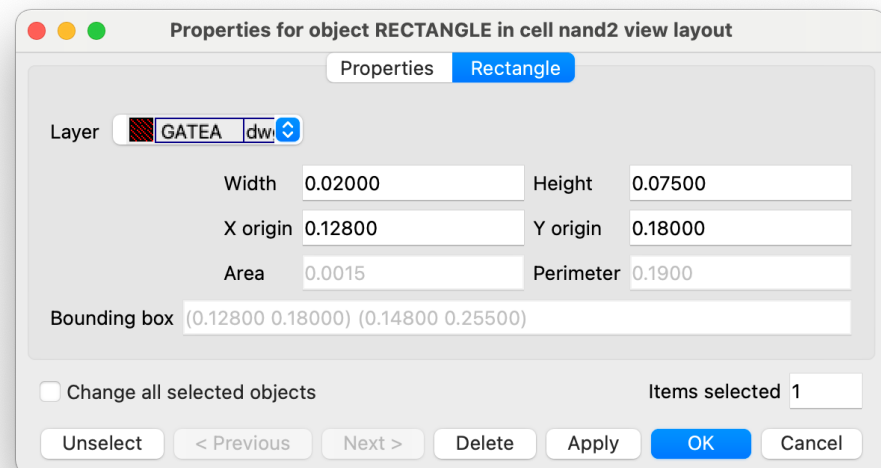 Properties for object RECTANGLE in cell nand2 view layout
Properties Rectangle
Layer GATEA
Width 0.02000 Height 0.07500
X origin 0.12800 Y origin 0.18000
Area 0.0015 Perimeter 0.1900
Bounding box (0.12800 0.18000) (0.14800 0.25500)
Change all selected objects Items selected 1
Unselect < Previous Next > Delete Apply OK Cancel